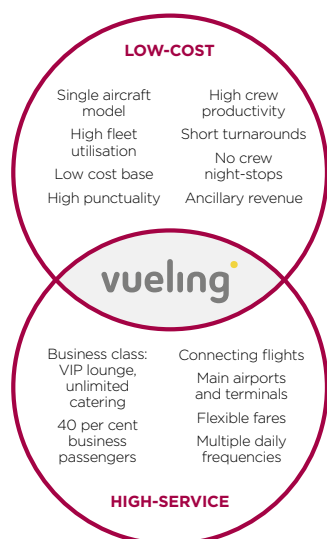 LOW-COST
Single aircraft
model
High fleet
utilisation
Low cost base
High punctuality
High crew
productivity
Short turnarounds
No crew
night-stops
Ancillary revenue
vueling
Business class:
VIP lounge,
unlimited
catering
40 per cent
business
passengers
Connecting flights
Main airports
and terminals
Flexible fares
Multiple daily
frequencies
HIGH-SERVICE